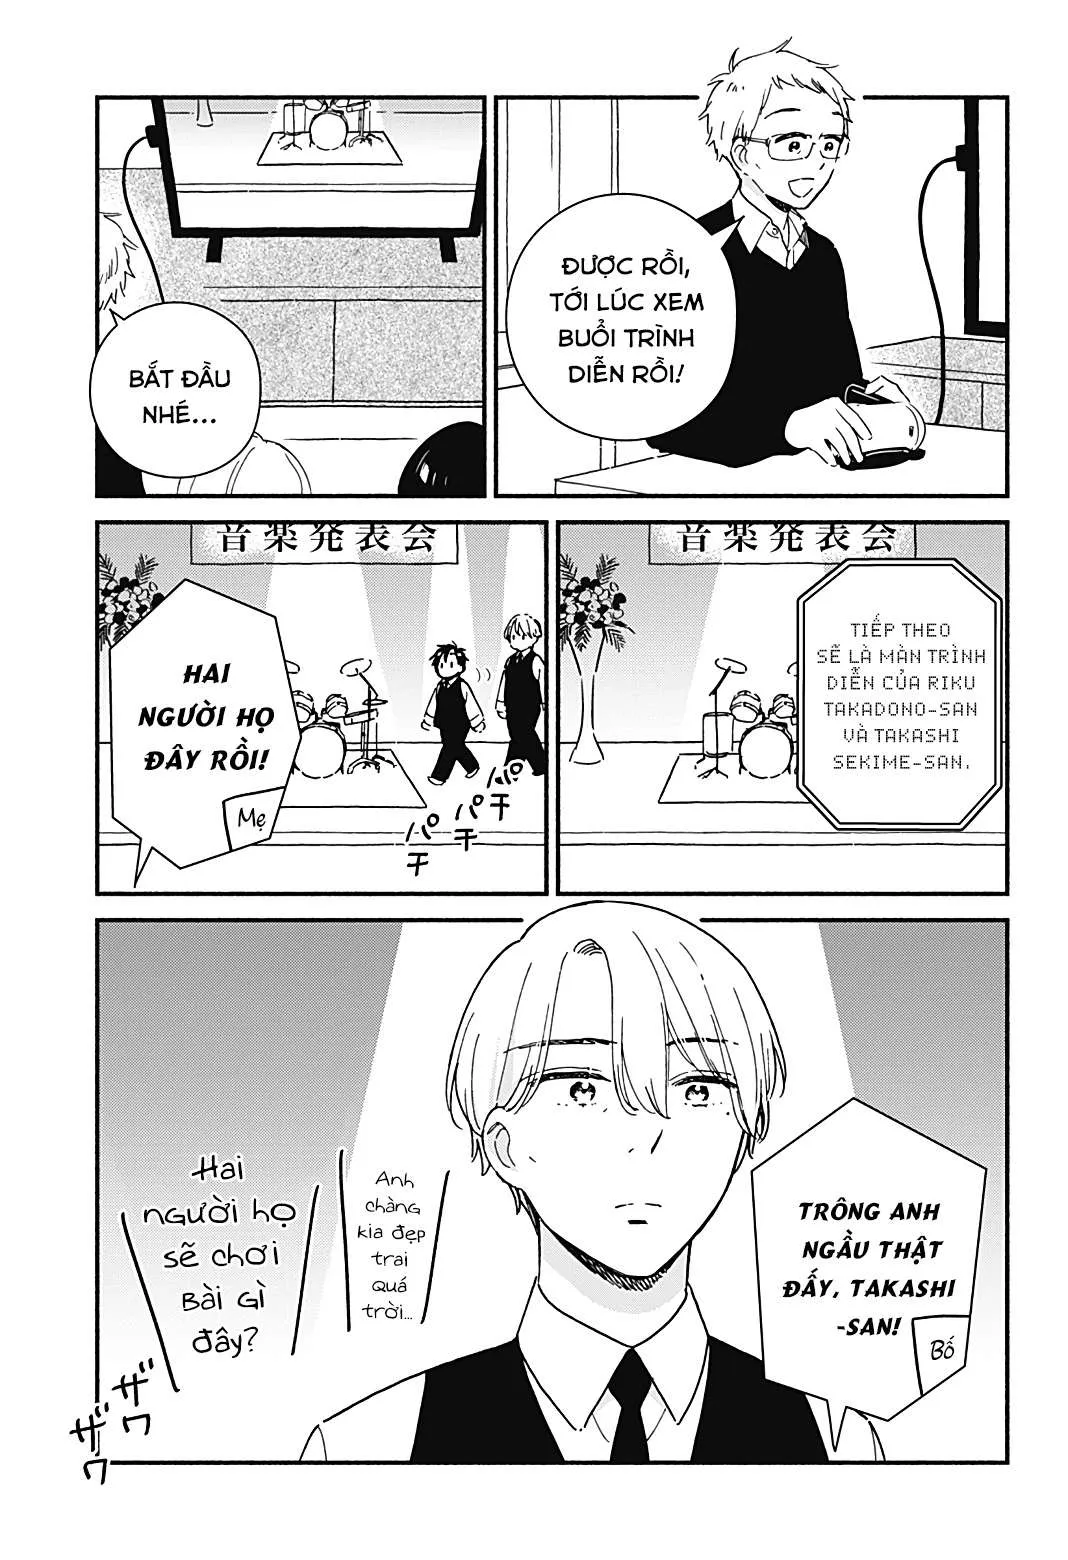 ĐƯỢC RỒI,
TỚI LÚC XEM
BUỔI TRÌNH
DIỄN RỒI!
BẮT ĐẦU
NHÉ...
音楽発表会
TIẾP THEO
SẼ LÀ MÀN TRÌNH
DIỄN CỦA RIKU
TAKADONO-SAN
VÀ TAKASHI
SEKIME-SAN.
音楽発表会
HAI
NGƯỜI HỌ
ĐÂY RỒI!
Mẹ
パチパチパチ
TRÔNG ANH
NGẦU THẬT
ĐẤY, TAKASHI
-SAN!
Bố
Anh
chàng
kia đẹp
trai
quá
trời...
Hai
người họ
sẽ chơi
bài gì
đây?
ザワ
ザワ